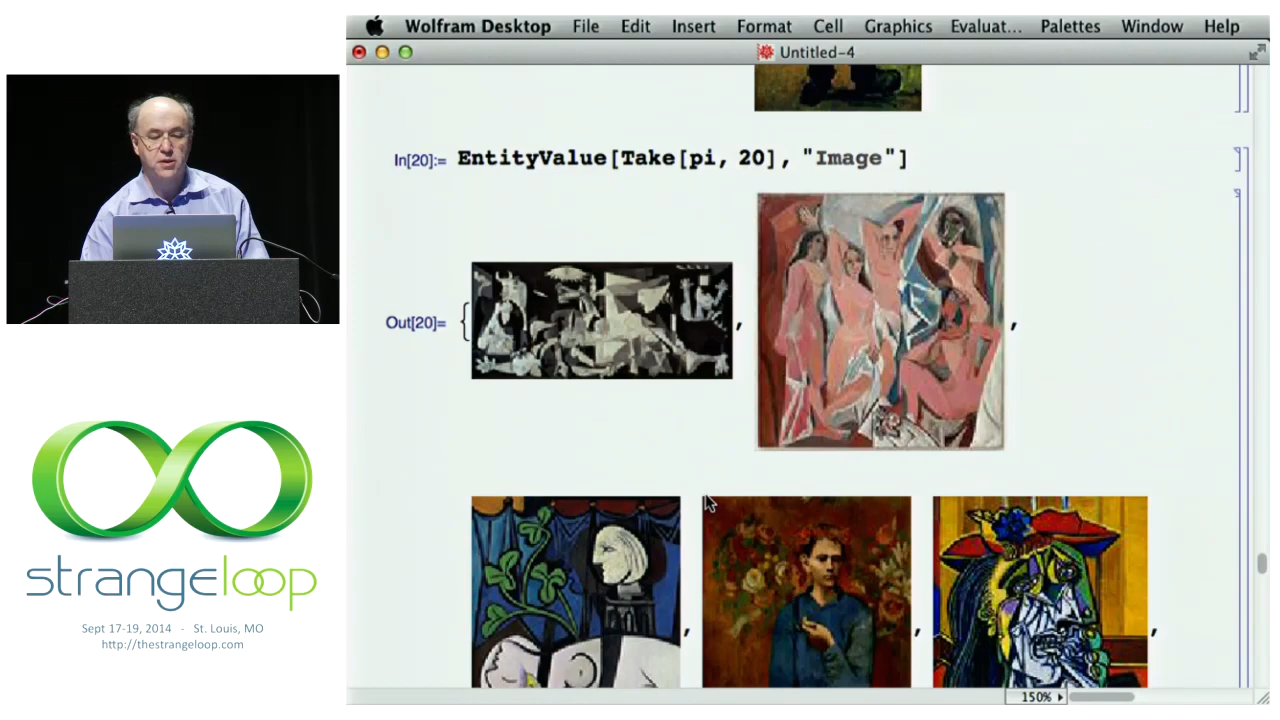 Wolfram Desktop File Edit Insert Format Cell Graphics Evaluat... Palettes Window Help
Untitled-4
In[20]:= EntityValue[Take[pi, 20], "Image"]
Out[20]= { , ,
, , ,
150%
strangeloop
Sept 17-19, 2014 - St. Louis, MO
http://thestrangeloop.com